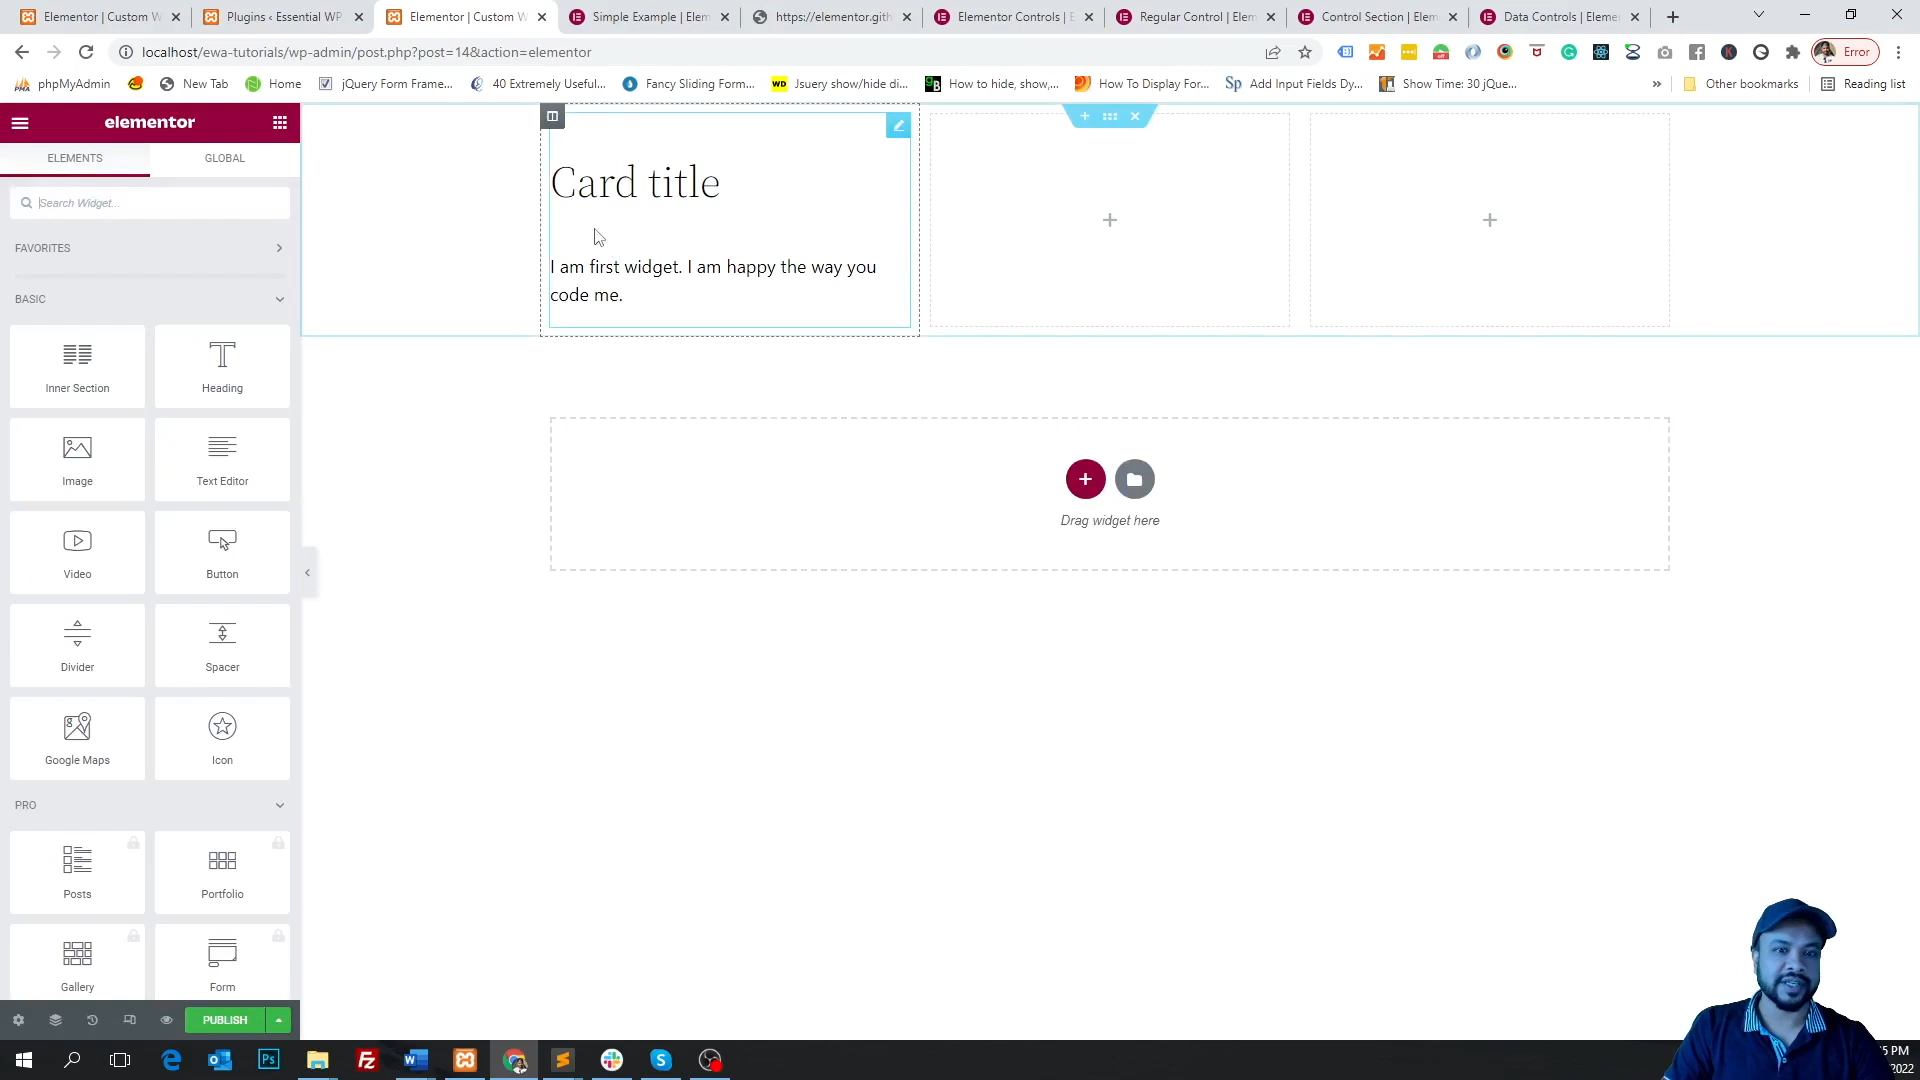 Elementor | Custom W
Plugins ‹ Essential WP
Elementor | Custom W
Simple Example | Elem
https://elementor.gith
Elementor Controls | E
Regular Control | Elem
Control Section | Elem
Data Controls | Eleme
localhost/ewa-tutorials/wp-admin/post.php?post=14&action=elementor
Error
phpMyAdmin
New Tab
Home
jQuery Form Frame...
40 Extremely Useful...
Fancy Sliding Form...
Jsuery show/hide di...
How to hide, show,...
How To Display For...
Add Input Fields Dy...
Show Time: 30 jQue...
»
Other bookmarks
Reading list
elementor
ELEMENTS
GLOBAL
Search Widget...
FAVORITES
BASIC
Inner Section
Heading
Image
Text Editor
Video
Button
Divider
Spacer
Google Maps
Icon
PRO
Posts
Portfolio
Gallery
Form
PUBLISH
Card title
I am first widget. I am happy the way you
code me.
Drag widget here
5 PM
2022